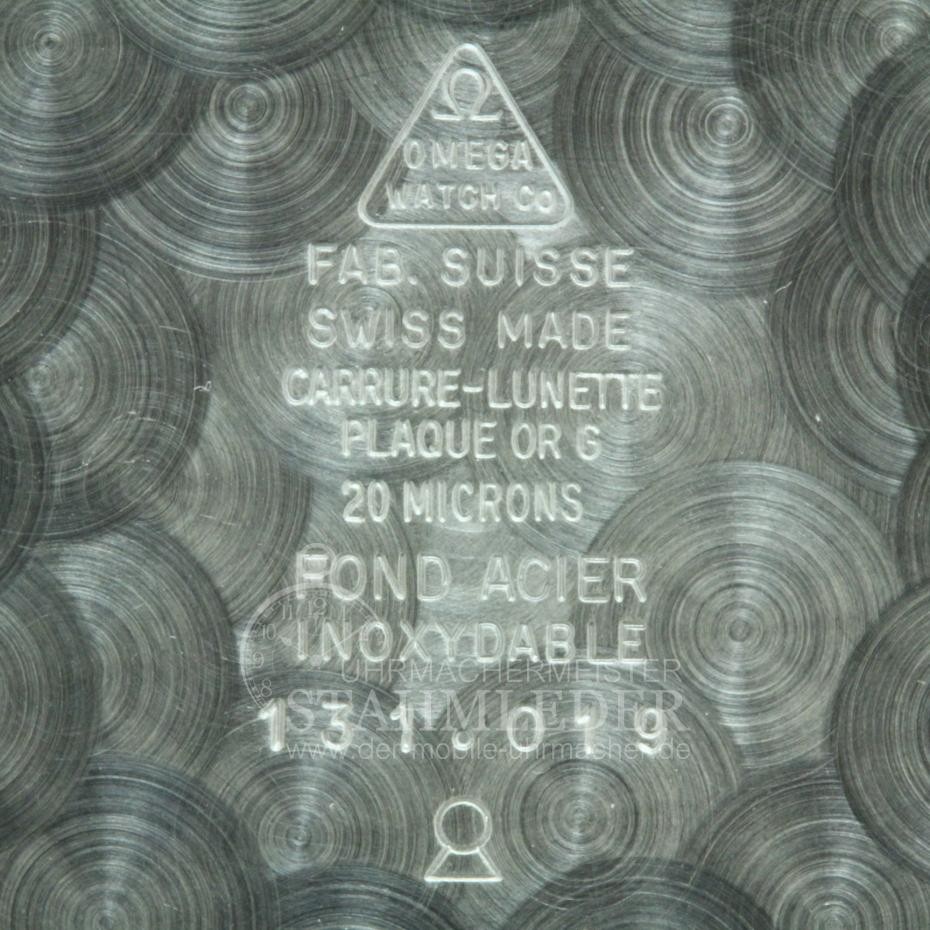 Ω
OMEGA
WATCH Co
FAB. SUISSE
SWISS MADE
CARRURE-LUNETTE
PLAQUE OR G
20 MICRONS
FOND ACIER
INOXYDABLE
UHRMACHERMEISTER
STAHMLEDER
131.019
www.der-mobile-uhrmacher.de